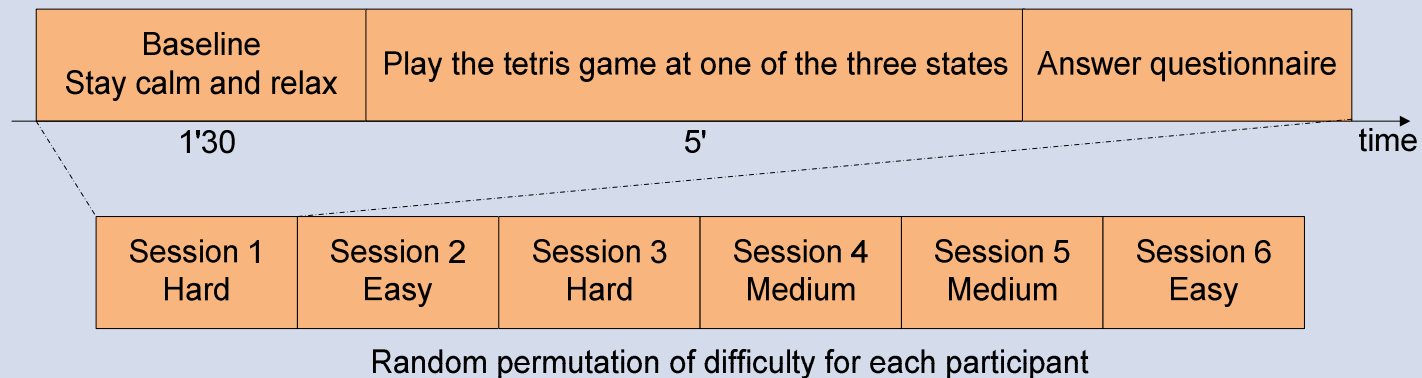 Baseline
Stay calm and relax
Play the tetris game at one of the three states
Answer questionnaire
1'30
5'
time
Session 1
Hard
Session 2
Easy
Session 3
Hard
Session 4
Medium
Session 5
Medium
Session 6
Easy
Random permutation of difficulty for each participant